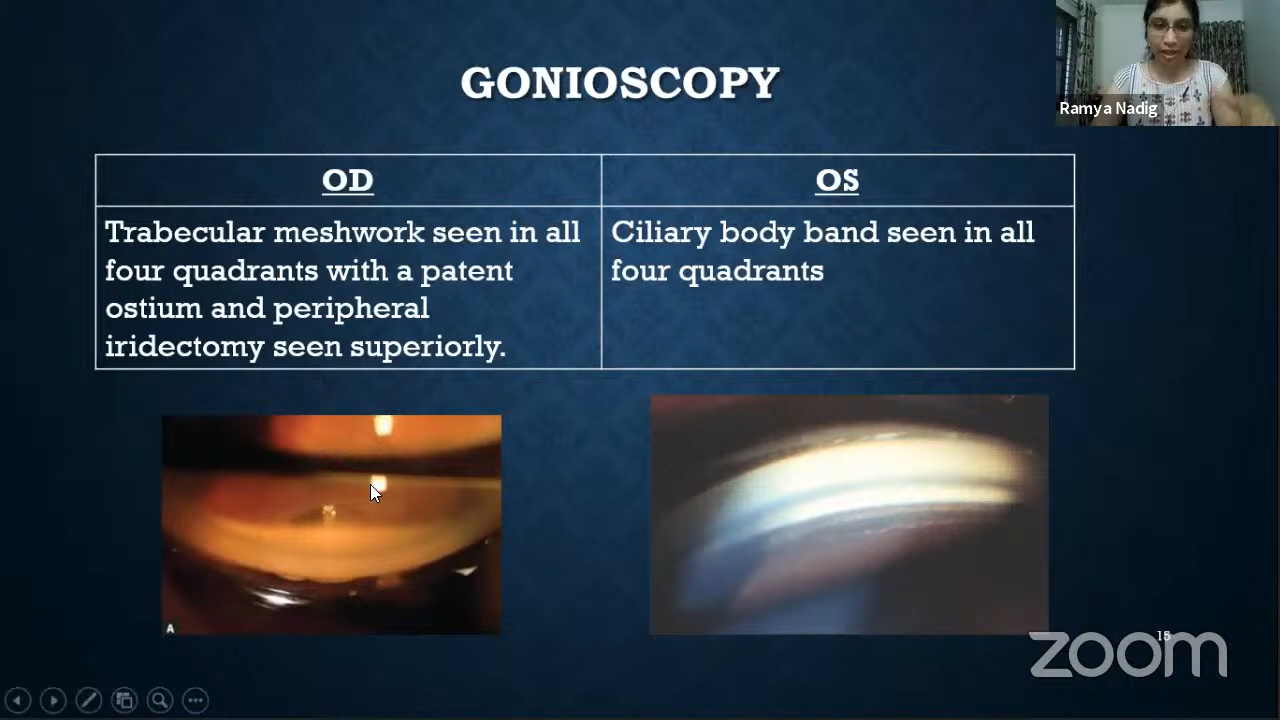 GONIOSCOPY
Ramya Nadig
OD
OS
Trabecular meshwork seen in all
four quadrants with a patent
ostium and peripheral
iridectomy seen superiorly.
Ciliary body band seen in all
four quadrants
A
15
zoom